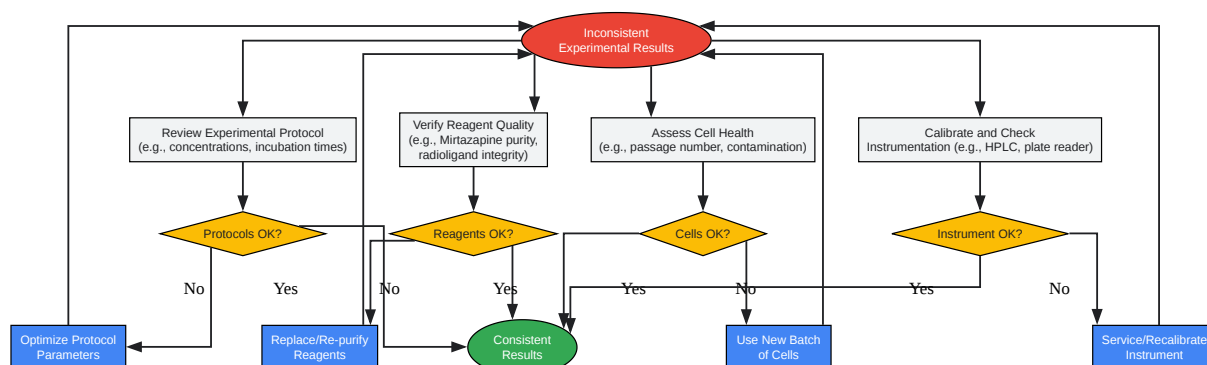 Inconsistent
Experimental Results
Review Experimental Protocol
(e.g., concentrations, incubation times)
Verify Reagent Quality
(e.g., Mirtazapine purity,
radioligand integrity)
Assess Cell Health
(e.g., passage number, contamination)
Calibrate and Check
Instrumentation (e.g., HPLC, plate reader)
Protocols OK?
Reagents OK?
Cells OK?
Instrument OK?
No
Yes
No
Yes
Yes
No
Yes
No
Optimize Protocol
Parameters
Replace/Re-purify
Reagents
Consistent
Results
Use New Batch
of Cells
Service/Recalibrate
Instrument